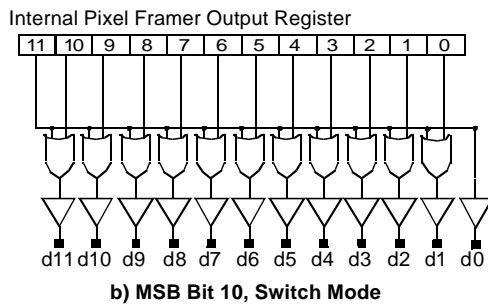 Internal Pixel Framer Output Register
11 10 9 8 7 6 5 4 3 2 1 0
d11 d10 d9 d8 d7 d6 d5 d4 d3 d2 d1 d0
b) MSB Bit 10, Switch Mode